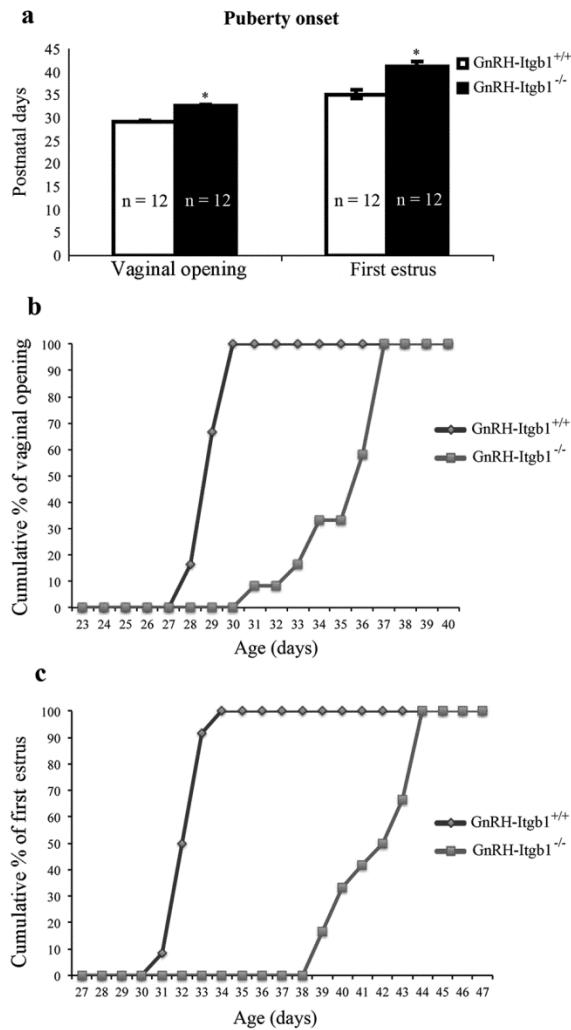 a
Puberty onset
Postnatal days
45
40
35
30
25
20
15
10
5
0
*
*
n = 12
n = 12
n = 12
n = 12
Vaginal opening
First estrus
GnRH-Itgb1+/+
GnRH-Itgb1-/-
b
Cumulative % of vaginal opening
100
90
80
70
60
50
40
30
20
10
0
23 24 25 26 27 28 29 30 31 32 33 34 35 36 37 38 39 40
Age (days)
GnRH-Itgb1+/+
GnRH-Itgb1-/-
c
Cumulative % of first estrus
100
90
80
70
60
50
40
30
20
10
0
27 28 29 30 31 32 33 34 35 36 37 38 39 40 41 42 43 44 45 46 47
Age (days)
GnRH-Itgb1+/+
GnRH-Itgb1-/-